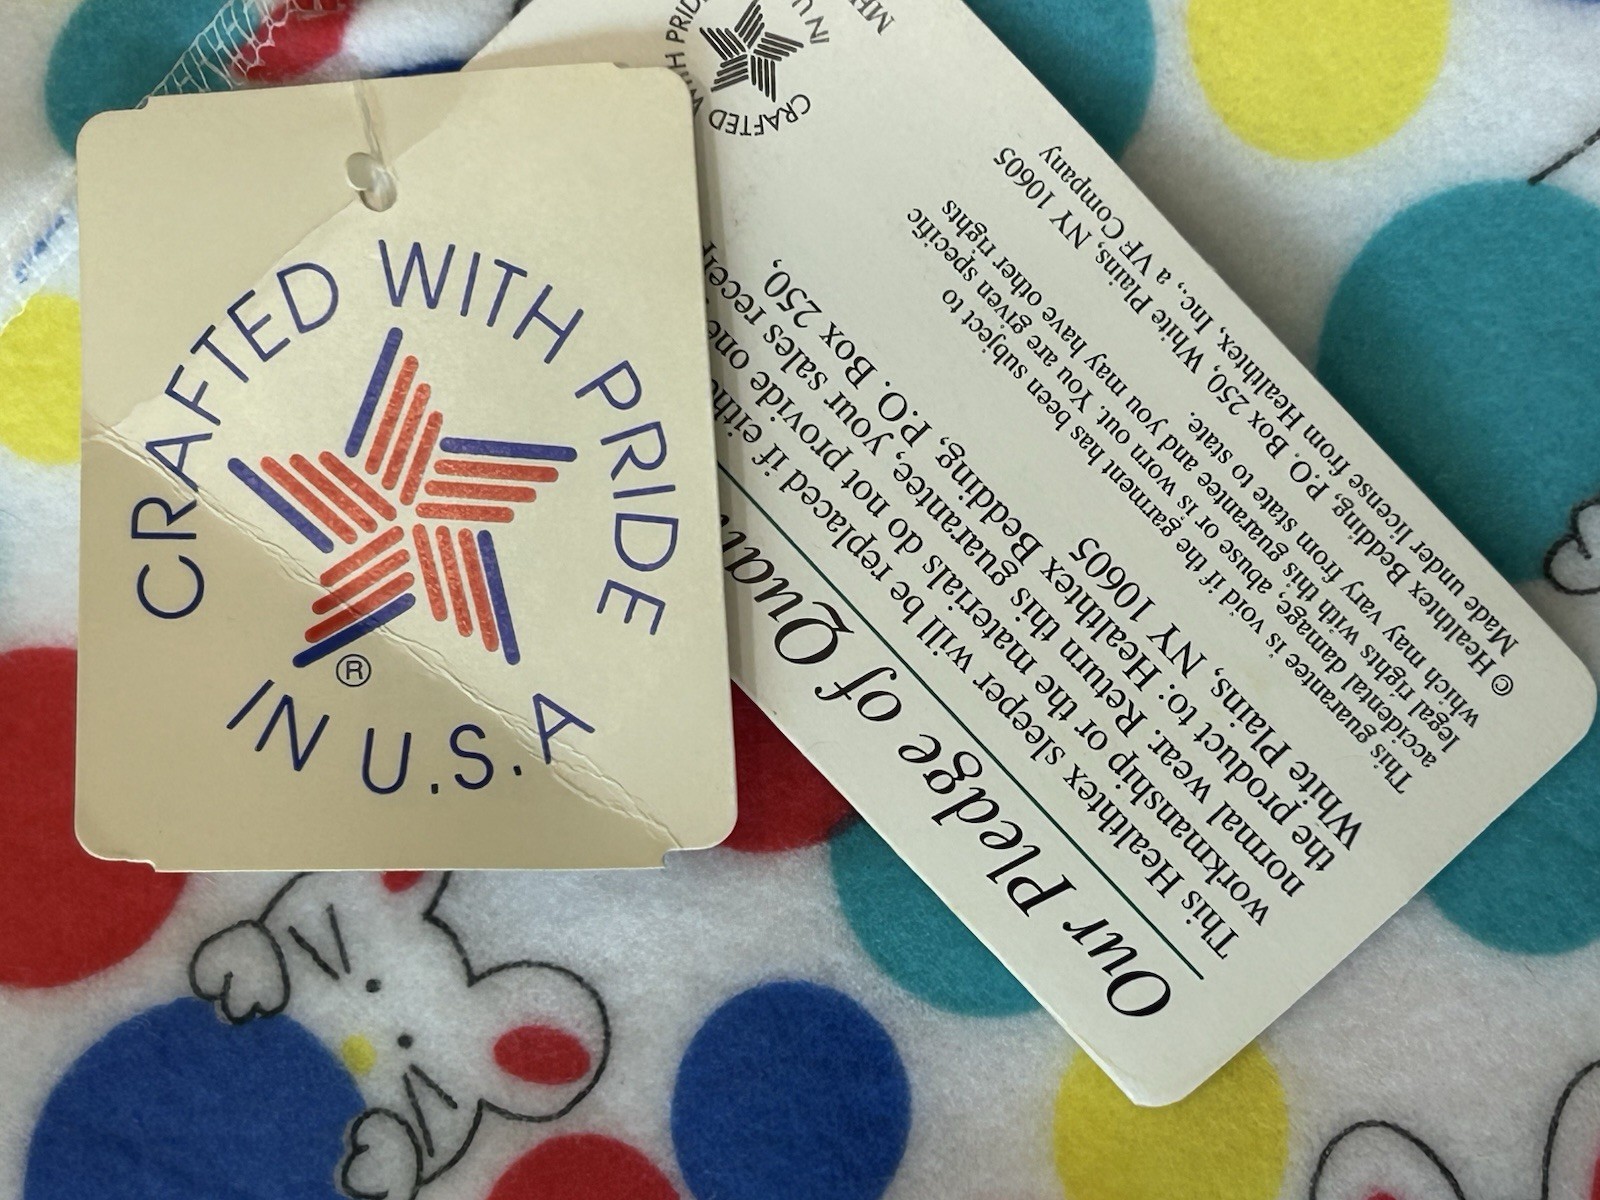 CRAFTED WITH PRIDE
®
IN U.S.A
CRAFTED WITH PRIDE
IN U
MH
Our Pledge of
This Healthtex sleeper will be replaced if
workmanship or the materials do not provide one
normal wear. Return this guarantee, your sales
the product to: Healthtex Bedding, P.O. Box 250,
White Plains, NY 10605
This guarantee is void if the garment has been subject to
accidental damage, abuse or is worn out. You are given specific
legal rights with this guarantee and you may have other rights
which may vary from state to state.
© Healthtex Bedding, P.O. Box 250, White Plains, NY 10605
Made under license from Healthtex, Inc., a VF Company